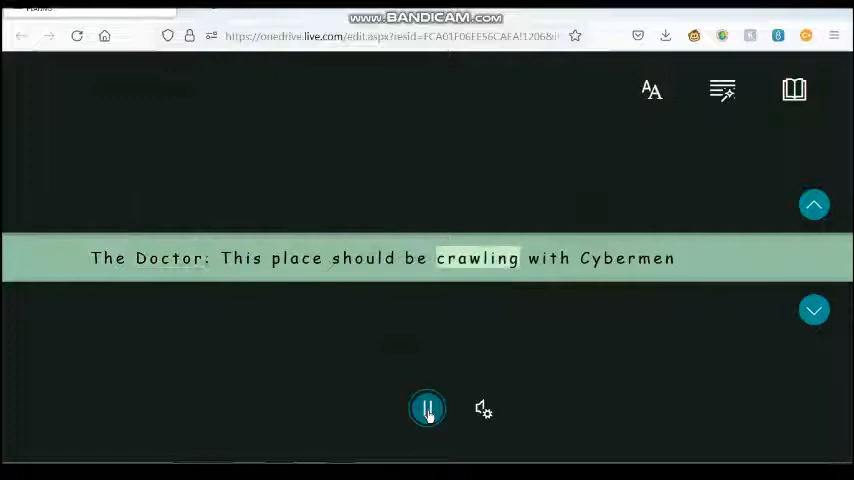 www.BANDICAM.com
https://onedrive.live.com/edit.aspx?resid=FCA01F06EE56CAEA!1206&i
AA
The Doctor: This place should be crawling with Cybermen